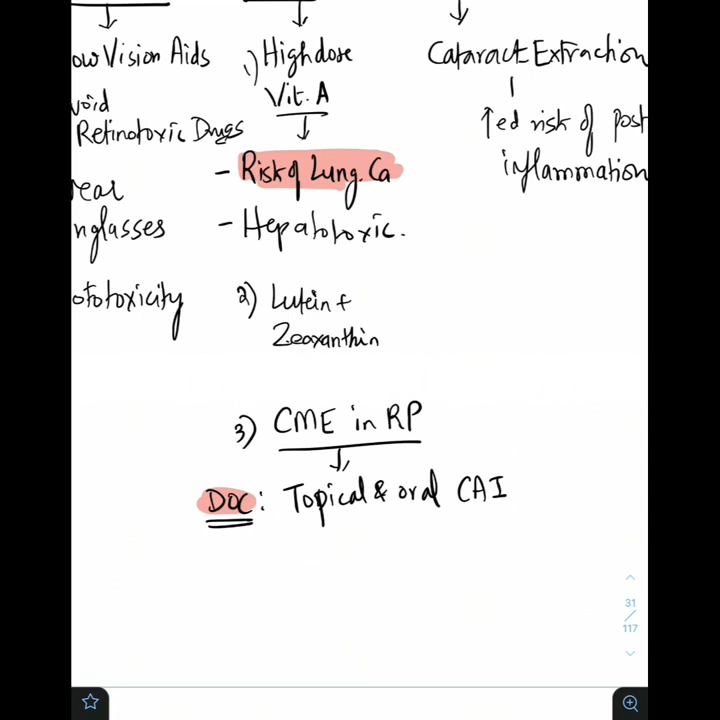 ow Vision Aids
void
Retinotoxic Drugs
rear
nglasses
ototoxicity
1) High dose
Vit. A
- Risk of Lung. Ca
- Hepatotoxic.
2) Lutein +
Zeaxanthin
3) CME in RP
DOC: Topical & oral CAI
Cataract Extraction
↑ed risk of post
inflammation
31
/
117